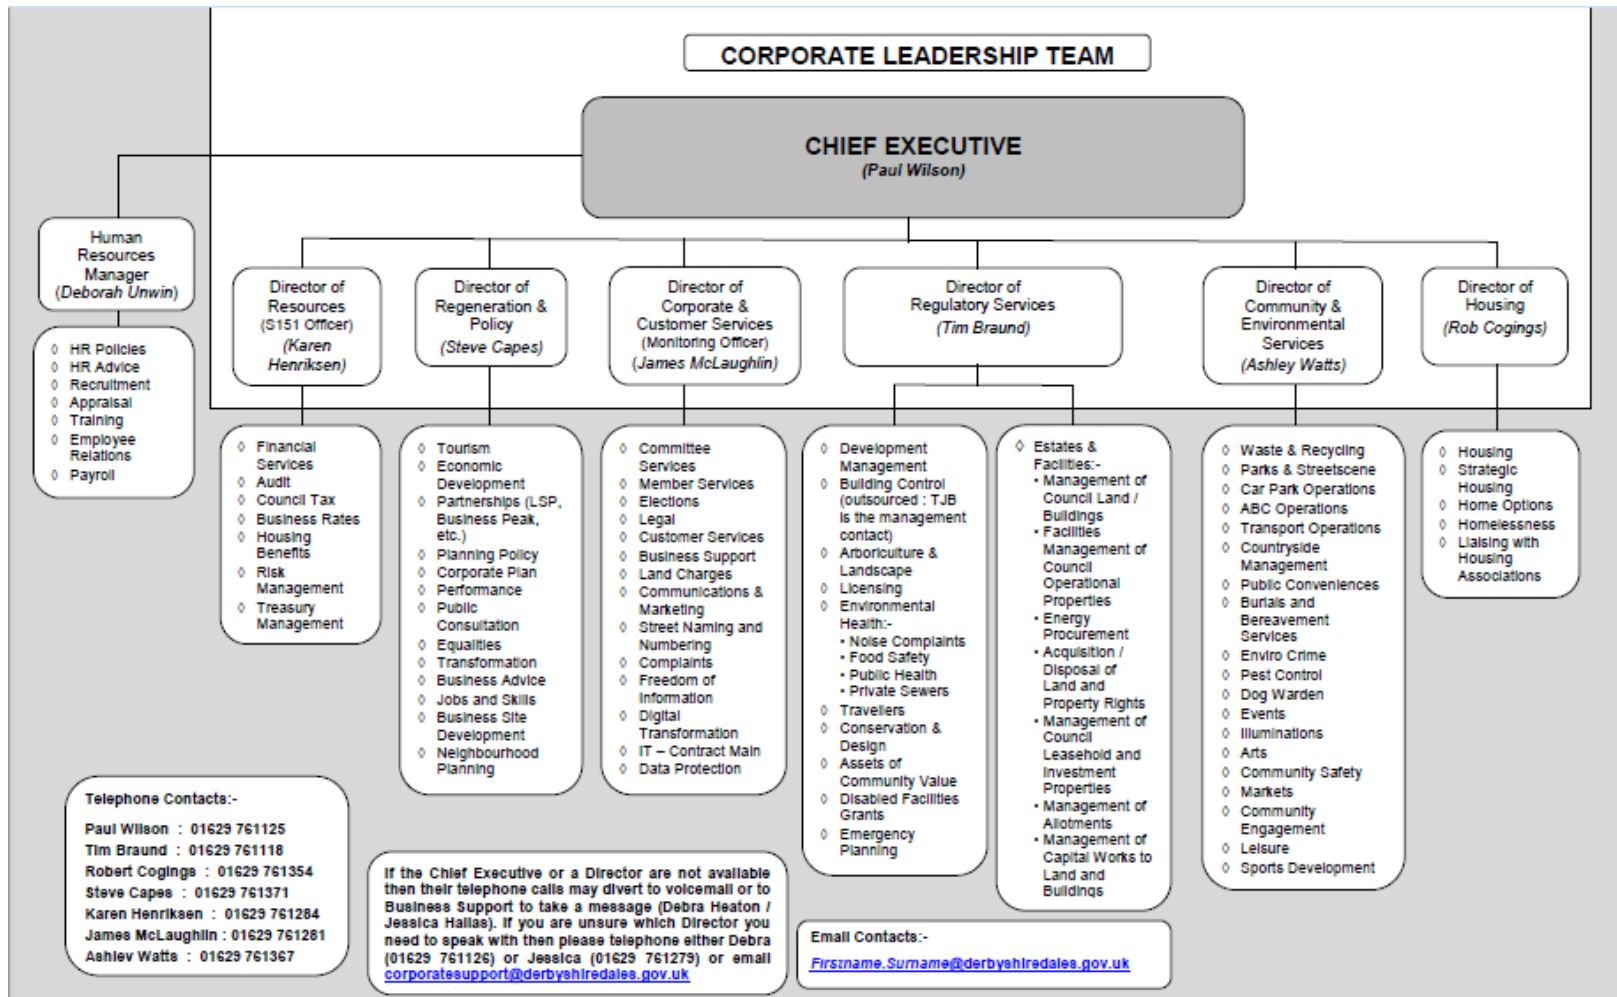 CORPORATE LEADERSHIP TEAM
CHIEF EXECUTIVE
(Paul Wilson)
Human
Resources
Manager
(Deborah Unwin)
◊ HR Policies
◊ HR Advice
◊ Recruitment
◊ Appraisal
◊ Training
◊ Employee
Relations
◊ Payroll
Director of
Resources
(S151 Officer)
(Karen
Henriksen)
◊ Financial
Services
◊ Audit
◊ Council Tax
◊ Business Rates
◊ Housing
Benefits
◊ Risk
Management
◊ Treasury
Management
Director of
Regeneration &
Policy
(Steve Capes)
◊ Tourism
◊ Economic
Development
◊ Partnerships (LSP,
Business Peak,
etc.)
◊ Planning Policy
◊ Corporate Plan
◊ Performance
◊ Public
Consultation
◊ Equalities
◊ Transformation
◊ Business Advice
◊ Jobs and Skills
◊ Business Site
Development
◊ Neighbourhood
Planning
Director of
Corporate &
Customer Services
(Monitoring Officer)
(James McLaughlin)
◊ Committee
Services
◊ Member Services
◊ Elections
◊ Legal
◊ Customer Services
◊ Business Support
◊ Land Charges
◊ Communications &
Marketing
◊ Street Naming and
Numbering
◊ Complaints
◊ Freedom of
Information
◊ Digital
Transformation
◊ IT – Contract Main
◊ Data Protection
Director of
Regulatory Services
(Tim Braund)
◊ Development
Management
◊ Building Control
(outsourced : TJB
is the management
contact)
◊ Arboriculture &
Landscape
◊ Licensing
◊ Environmental
Health:-
▪ Noise Complaints
▪ Food Safety
▪ Public Health
▪ Private Sewers
◊ Travellers
◊ Conservation &
Design
◊ Assets of
Community Value
◊ Disabled Facilities
Grants
◊ Emergency
Planning
◊ Estates &
Facilities:-
▪ Management of
Council Land /
Buildings
▪ Facilities
Management of
Council
Operational
Properties
▪ Energy
Procurement
▪ Acquisition /
Disposal of
Land and
Property Rights
▪ Management of
Council
Leasehold and
Investment
Properties
▪ Management of
Allotments
▪ Management of
Capital Works to
Land and
Buildings
Director of
Community &
Environmental
Services
(Ashley Watts)
◊ Waste & Recycling
◊ Parks & Streetscene
◊ Car Park Operations
◊ ABC Operations
◊ Transport Operations
◊ Countryside
Management
◊ Public Conveniences
◊ Burials and
Bereavement
Services
◊ Enviro Crime
◊ Pest Control
◊ Dog Warden
◊ Events
◊ Illuminations
◊ Arts
◊ Community Safety
◊ Markets
◊ Community
Engagement
◊ Leisure
◊ Sports Development
Director of
Housing
(Rob Cogings)
◊ Housing
◊ Strategic
Housing
◊ Home Options
◊ Homelessness
◊ Liaising with
Housing
Associations
Telephone Contacts:-
Paul Wilson : 01629 761125
Tim Braund : 01629 761118
Robert Cogings : 01629 761354
Steve Capes : 01629 761371
Karen Henriksen : 01629 761284
James McLaughlin : 01629 761281
Ashley Watts : 01629 761367
If the Chief Executive or a Director are not available
then their telephone calls may divert to voicemail or to
Business Support to take a message (Debra Heaton /
Jessica Hallas). If you are unsure which Director you
need to speak with then please telephone either Debra
(01629 761126) or Jessica (01629 761279) or email
corporatesupport@derbyshiredales.gov.uk
Email Contacts:-
Firstname.Surname@derbyshiredales.gov.uk